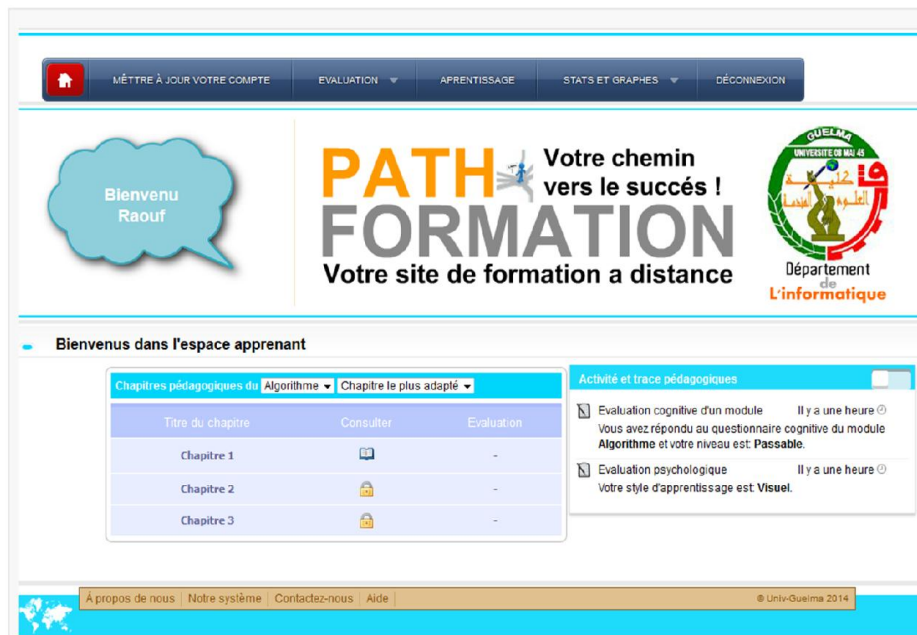 MÈTTRE À JOUR VOTRE COMPTE EVALUATION APRENTISSAGE STATS ET GRAPHES DÉCONNEXION
Bienvenu
Raouf
PATH
Votre chemin
vers le succés !
FORMATION
Votre site de formation a distance
GUELMA
UNIVERSITE 08 MAI 45
كلية
العلوم و الهندسة
Département
de
L'informatique
Bienvenus dans l'espace apprenant
Chapitres pédagogiques du Algorithme Chapitre le plus adapté
Titre du chapitre Consulter Evaluation
Chapitre 1 -
Chapitre 2 -
Chapitre 3 -
Activité et trace pédagogiques
Evaluation cognitive d'un module Il y a une heure
Vous avez répondu au questionnaire cognitive du module
Algorithme et votre niveau est: Passable.
Evaluation psychologique Il y a une heure
Votre style d'apprentissage est: Visuel.
Á propos de nous Notre système Contactez-nous Aide
© Univ-Guelma 2014